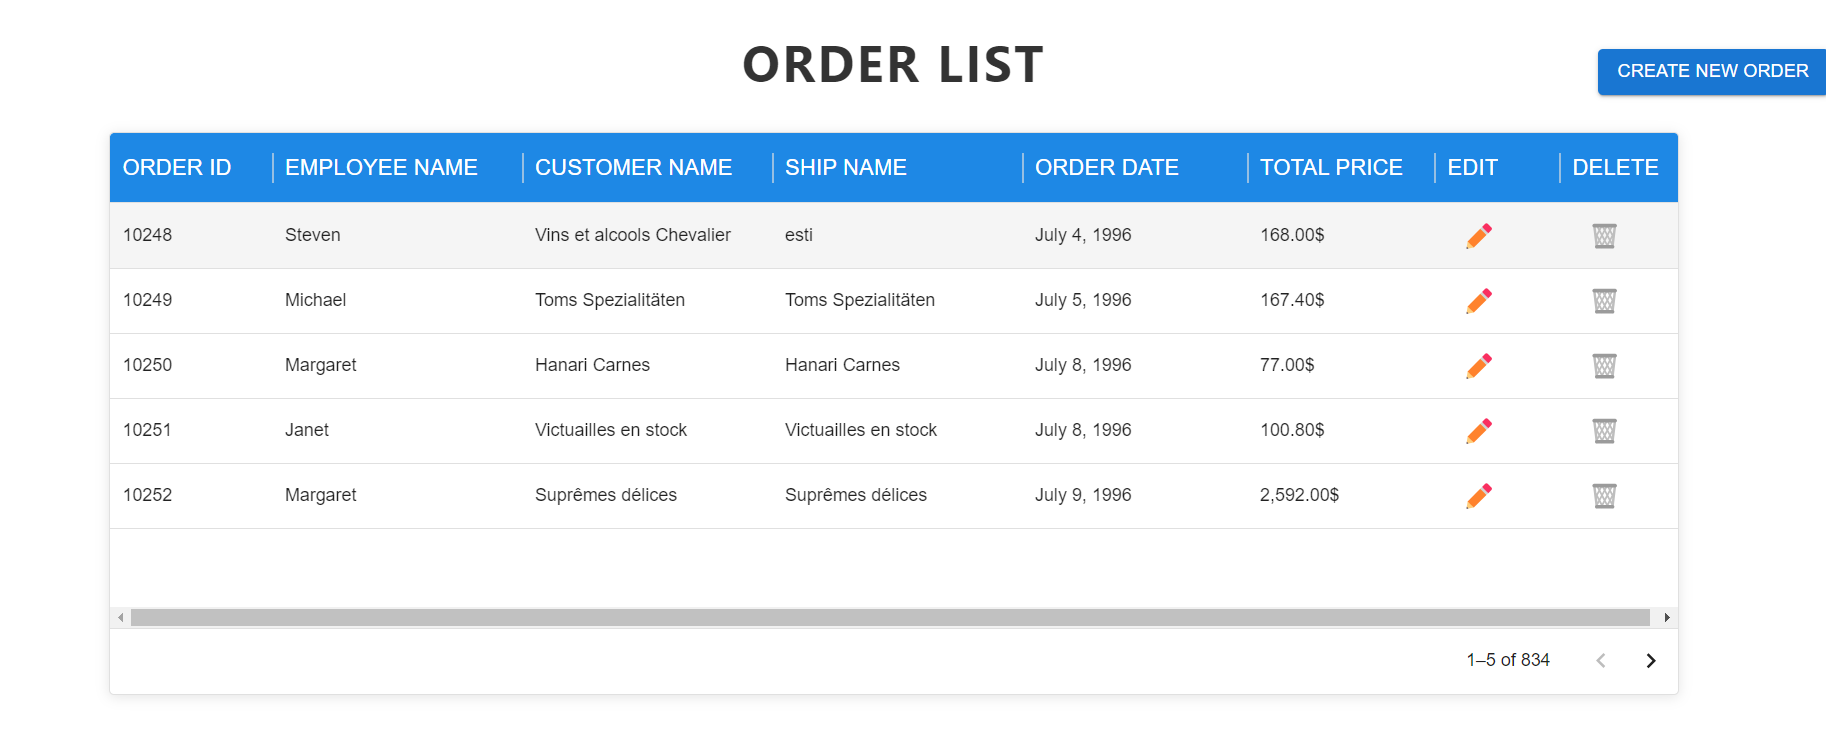 ORDER LIST
CREATE NEW ORDER
ORDER ID EMPLOYEE NAME CUSTOMER NAME SHIP NAME ORDER DATE TOTAL PRICE EDIT DELETE
10248 Steven Vins et alcools Chevalier esti July 4, 1996 168.00$
10249 Michael Toms Spezialitäten Toms Spezialitäten July 5, 1996 167.40$
10250 Margaret Hanari Carnes Hanari Carnes July 8, 1996 77.00$
10251 Janet Victuailles en stock Victuailles en stock July 8, 1996 100.80$
10252 Margaret Suprêmes délices Suprêmes délices July 9, 1996 2,592.00$
1–5 of 834